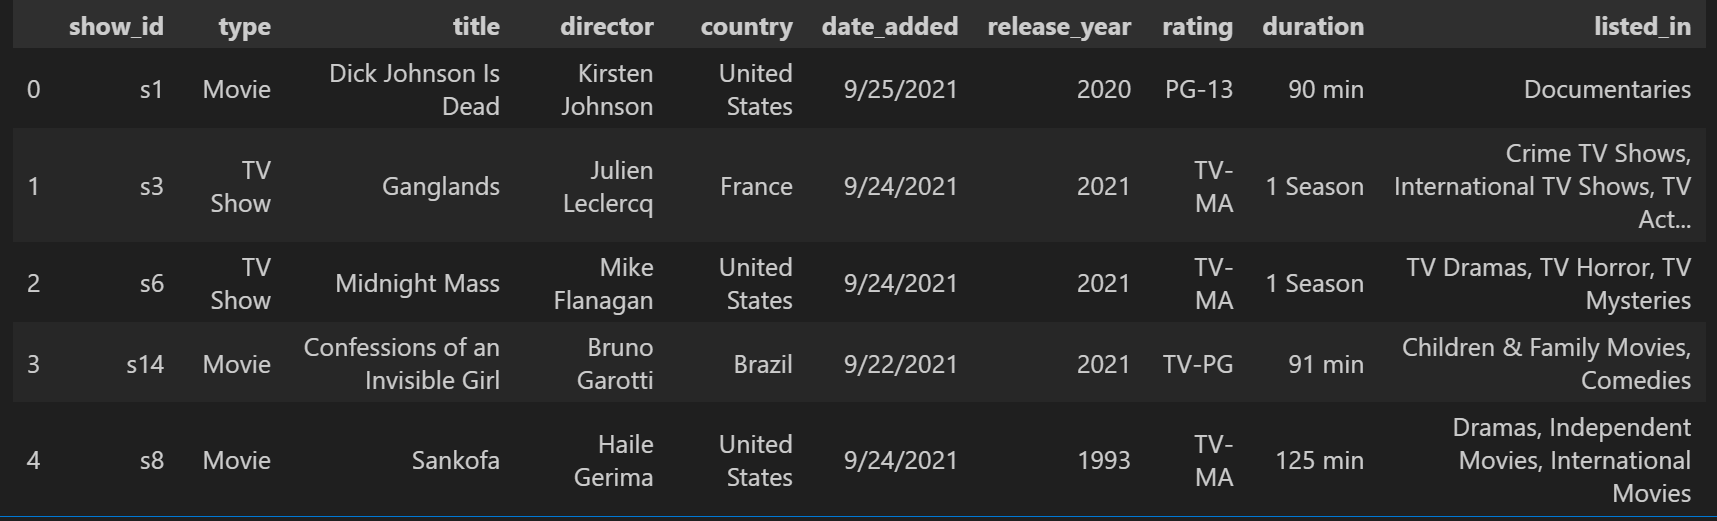 show_id type title director country date_added release_year rating duration listed_in
0 s1 Movie Dick Johnson Is Dead Kirsten Johnson United States 9/25/2021 2020 PG-13 90 min Documentaries
1 s3 TV Show Ganglands Julien Leclercq France 9/24/2021 2021 TV-MA 1 Season Crime TV Shows, International TV Shows, TV Act...
2 s6 TV Show Midnight Mass Mike Flanagan United States 9/24/2021 2021 TV-MA 1 Season TV Dramas, TV Horror, TV Mysteries
3 s14 Movie Confessions of an Invisible Girl Bruno Garotti Brazil 9/22/2021 2021 TV-PG 91 min Children & Family Movies, Comedies
4 s8 Movie Sankofa Haile Gerima United States 9/24/2021 1993 TV-MA 125 min Dramas, Independent Movies, International Movies